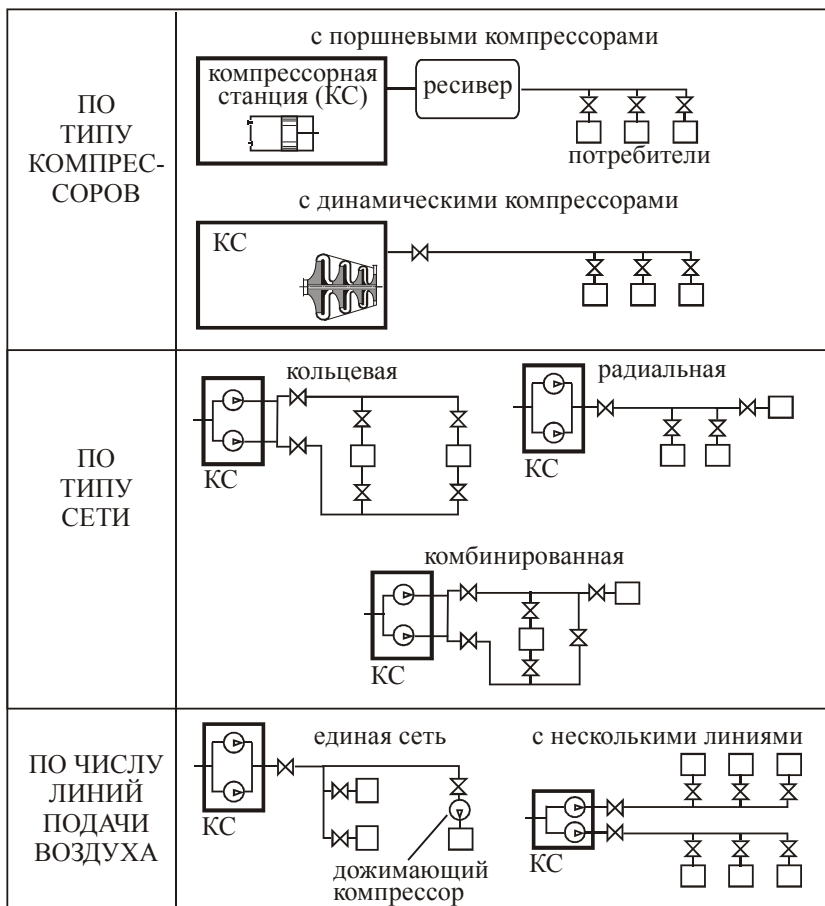 ПО
ТИПУ
КОМПРЕС-
СОРОВ
с поршневыми компрессорами
компрессорная
станция (КС)
ресивер
потребители
с динамическими компрессорами
КС
ПО
ТИПУ
СЕТИ
кольцевая
КС
радиальная
КС
комбинированная
КС
ПО ЧИСЛУ
ЛИНИЙ
ПОДАЧИ
ВОЗДУХА
единая сеть
КС
дожимающий
компрессор
с несколькими линиями
КС